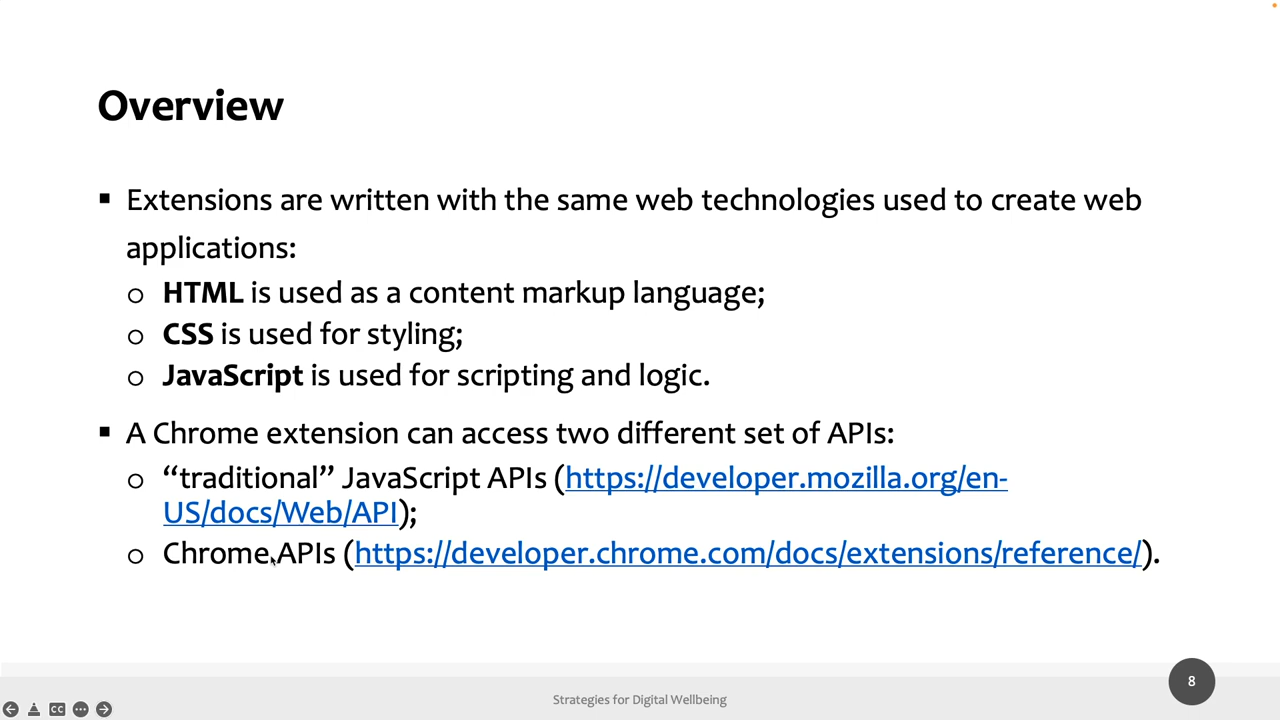 Overview
▪ Extensions are written with the same web technologies used to create web
applications:
o HTML is used as a content markup language;
o CSS is used for styling;
o JavaScript is used for scripting and logic.
▪ A Chrome extension can access two different set of APIs:
o “traditional” JavaScript APIs (https://developer.mozilla.org/en-
US/docs/Web/API);
o Chrome APIs (https://developer.chrome.com/docs/extensions/reference/).
8
Strategies for Digital Wellbeing
CC